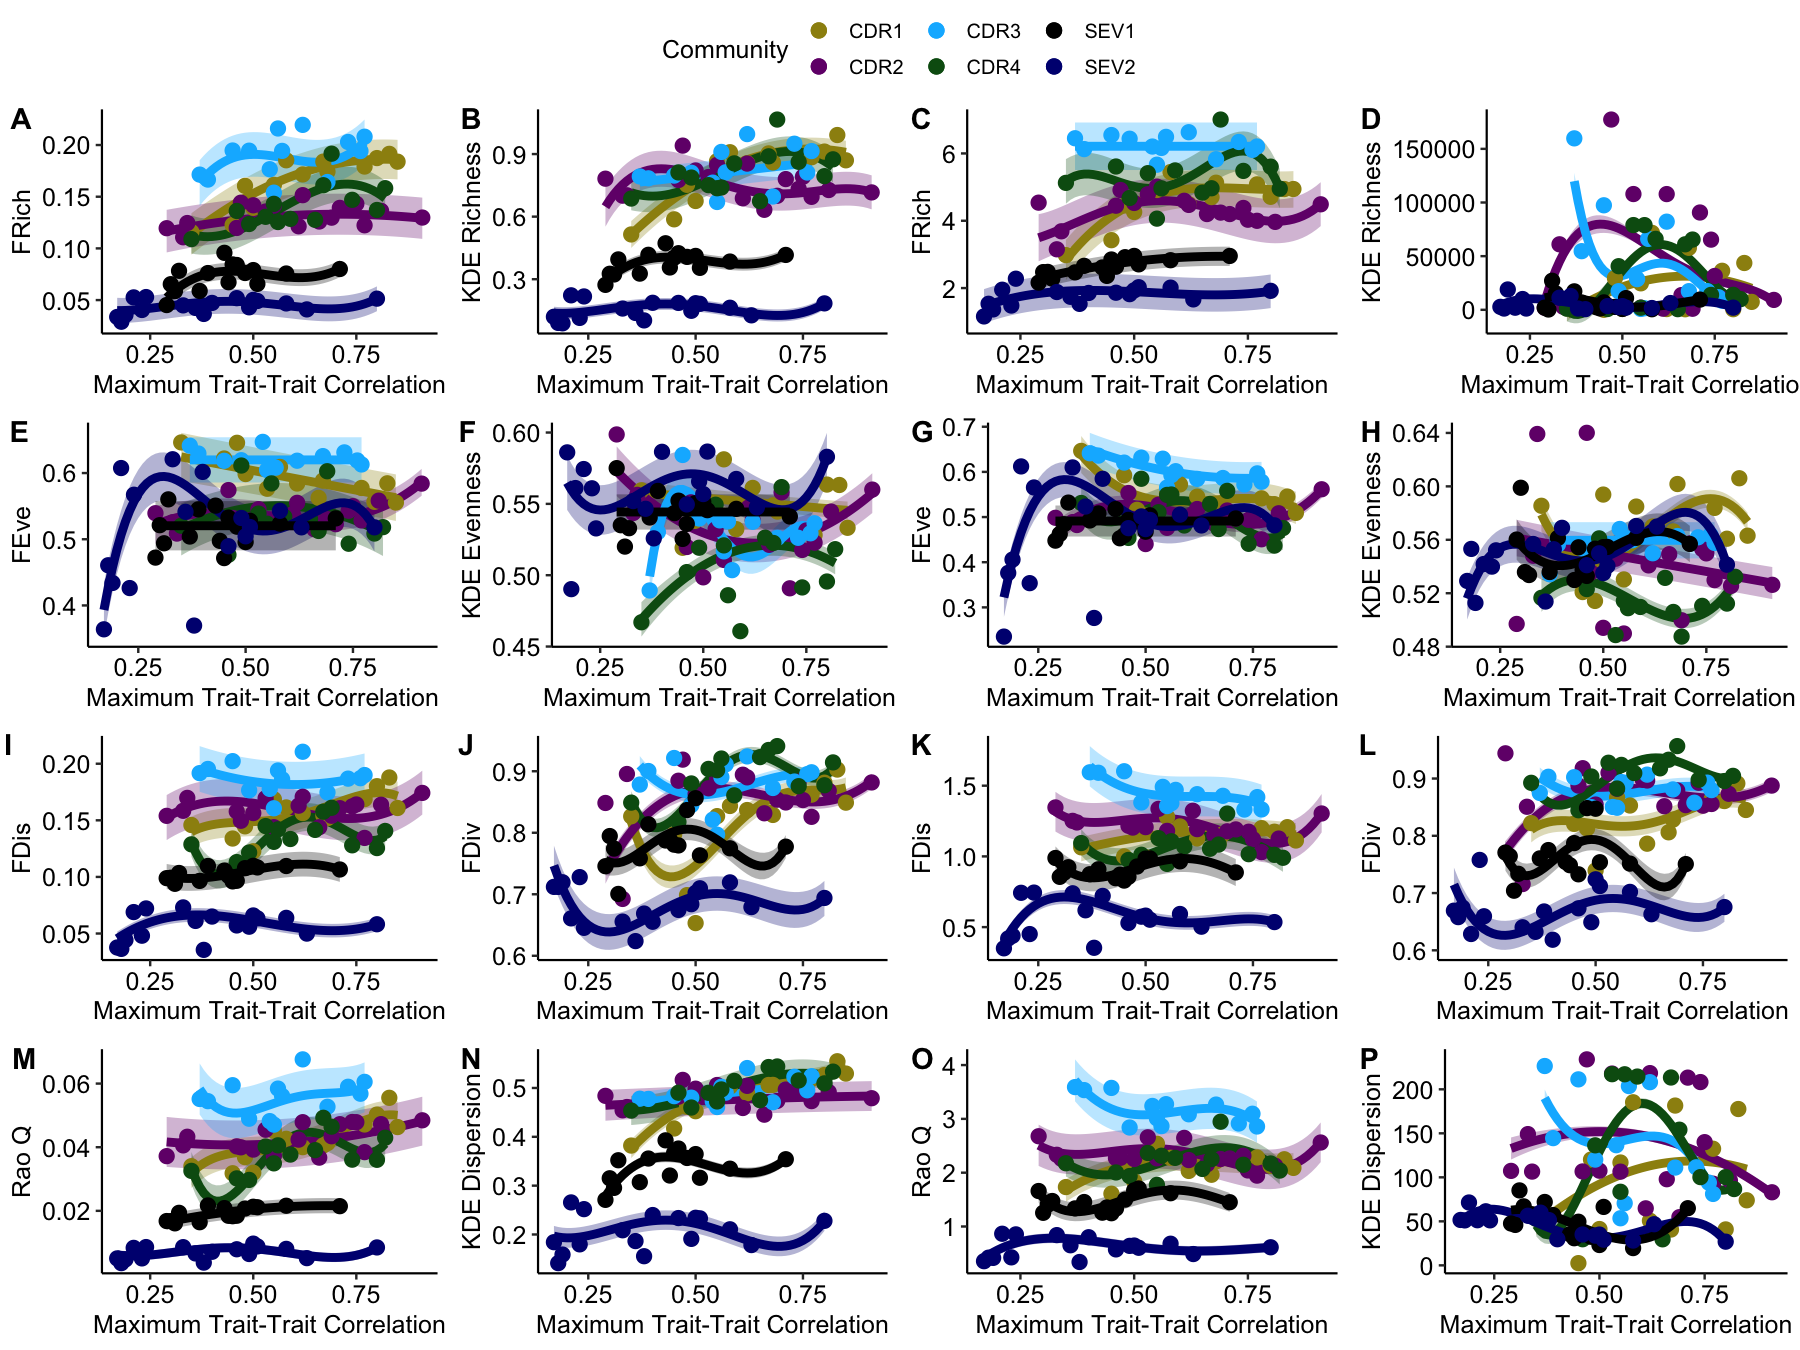 Community
CDR1 CDR3 SEV1
CDR2 CDR4 SEV2
A
FRich
0.20
0.15
0.10
0.05
0.25 0.50 0.75
Maximum Trait-Trait Correlation
B
KDE Richness
0.9
0.6
0.3
0.25 0.50 0.75
Maximum Trait-Trait Correlation
C
FRich
6
4
2
0.25 0.50 0.75
Maximum Trait-Trait Correlation
D
KDE Richness
150000
100000
50000
0
0.25 0.50 0.75
Maximum Trait-Trait Correlatio
E
FEve
0.6
0.5
0.4
0.25 0.50 0.75
Maximum Trait-Trait Correlation
F
KDE Evenness
0.60
0.55
0.50
0.45
0.25 0.50 0.75
Maximum Trait-Trait Correlation
G
FEve
0.7
0.6
0.5
0.4
0.3
0.25 0.50 0.75
Maximum Trait-Trait Correlation
H
KDE Evenness
0.64
0.60
0.56
0.52
0.48
0.25 0.50 0.75
Maximum Trait-Trait Correlation
I
FDis
0.20
0.15
0.10
0.05
0.25 0.50 0.75
Maximum Trait-Trait Correlation
J
FDiv
0.9
0.8
0.7
0.6
0.25 0.50 0.75
Maximum Trait-Trait Correlation
K
FDis
1.5
1.0
0.5
0.25 0.50 0.75
Maximum Trait-Trait Correlation
L
FDiv
0.9
0.8
0.7
0.6
0.25 0.50 0.75
Maximum Trait-Trait Correlation
M
Rao Q
0.06
0.04
0.02
0.25 0.50 0.75
Maximum Trait-Trait Correlation
N
KDE Dispersion
0.5
0.4
0.3
0.2
0.25 0.50 0.75
Maximum Trait-Trait Correlation
O
Rao Q
4
3
2
1
0.25 0.50 0.75
Maximum Trait-Trait Correlation
P
KDE Dispersion
200
150
100
50
0
0.25 0.50 0.75
Maximum Trait-Trait Correlation